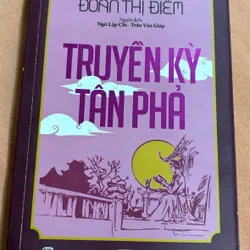 ĐOÀN THỊ ĐIỂM
Người dịch:
Ngô Lập Chi - Trần Văn Giáp
TRUYỀN KỲ
TÂN PHẢ